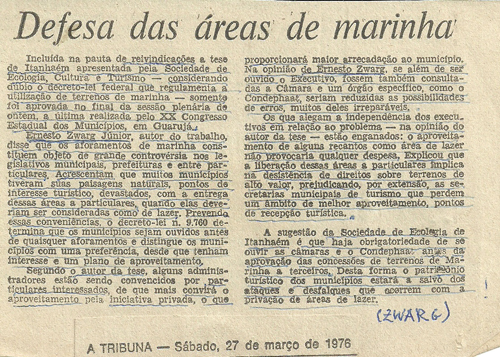 Defesa das áreas de marinha
Incluída na pauta de reivindicações a tese
de Itanhaém apresentada pela Sociedade de
Ecologia, Cultura e Turismo — considerando
dúbio o decreto-lei federal que regulamenta a
utilização de terrenos de marinha — somente
foi aprovada no final da sessão plenária de
ontem, a última realizada pelo XX Congresso
Estadual dos Municípios, em Guarujá.
Ernesto Zwarg Júnior, autor do trabalho,
disse que os aforamentos de marinha cons-
tituem objeto de grande controvérsia nos le-
gislativos municipais, prefeituras e entre par-
ticulares. Acrescentam que muitos municípios
tiveram suas paisagens naturais, pontos de
interesse turístico, devastados, com a entrega
dessas áreas a particulares, quando elas deve-
riam ser consideradas como de lazer. Prevendo
essas conveniências, o decreto-lei n. 9.760 de-
termina que os municípios sejam ouvidos antes
de quaisquer aforamentos e distingue os muni-
cípios com uma preferência, desde que tenham
interesse e um plano de aproveitamento.
Segundo o autor da tese, alguns adminis-
tradores estão sendo convencidos por par-
ticulares interessados, de que mais convirá o
aproveitamento pela iniciativa privada, o que
proporcionará maior arrecadação ao município.
Na opinião de Ernesto Zwarg, se além de ser
ouvido o Executivo, fossem também consulta-
das a Câmara e um órgão específico, como o
Condephaat, seriam reduzidas as possibilidades
de erros, muitos deles irreparáveis.
Os que alegam a independência dos execu-
tivos em relação ao problema — na opinião do
autor da tese — estão enganados: o aproveita-
mento de alguns recantos como área de lazer
não provocaria qualquer despesa. Explicou que
a liberação dessas áreas a particulares implica
na desistência de direitos sobre terrenos de
alto valor, prejudicando, por extensão, as se-
cretarias municipais de turismo que perdem
um âmbito de melhor aproveitamento, pontos
de recepção turística.
A sugestão da Sociedade de Ecologia de
Itanhaém é que haja obrigatoriedade de se
ouvir as câmaras e o Condephaat antes da
aprovação das concessões de terrenos de Ma-
rinha a terceiros. Desta forma o patrimônio
turístico dos municípios estará a salvo dos
ataques e desfalques que acerrem com a
privação de áreas de lazer.
(ZWARG)
A TRIBUNA — Sábado, 27 de março de 1976